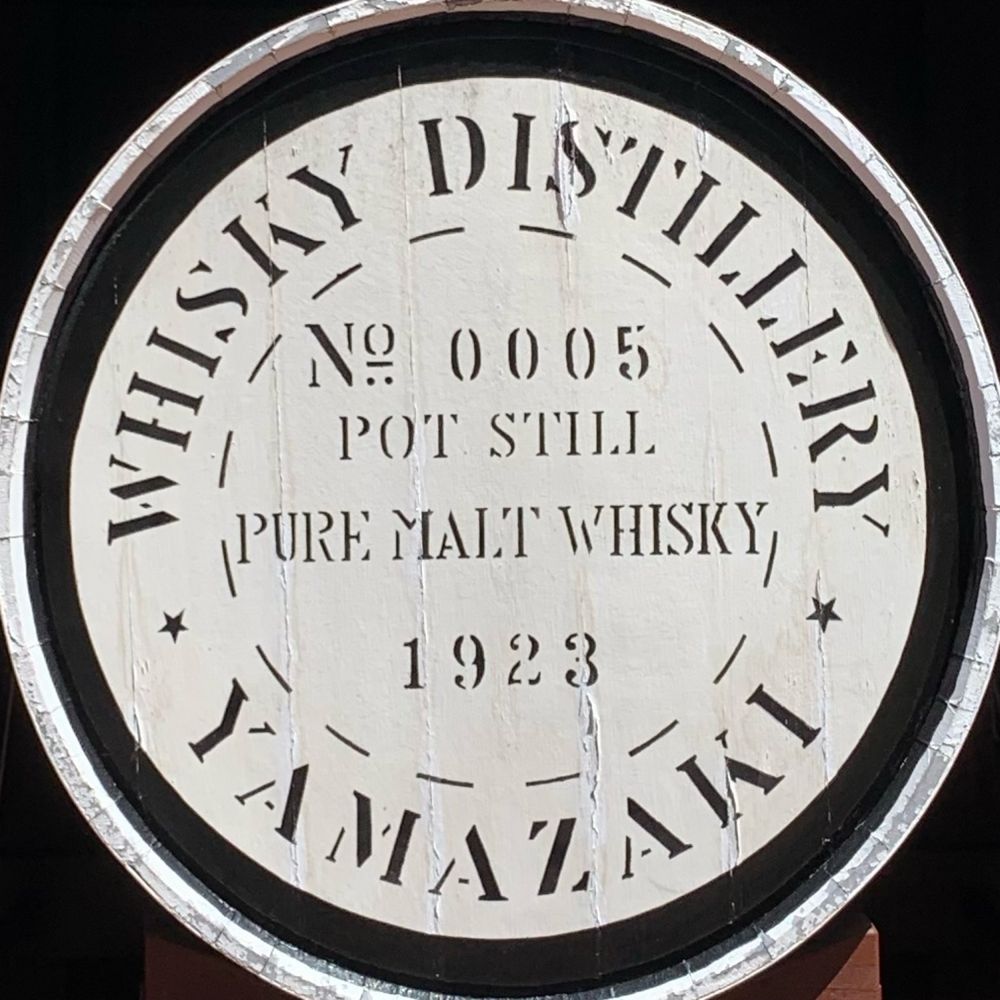 WHISKY DISTILLERY
Nº 0005
POT STILL
PURE MALT WHISKY
1923
★ YAMAZAKI ★